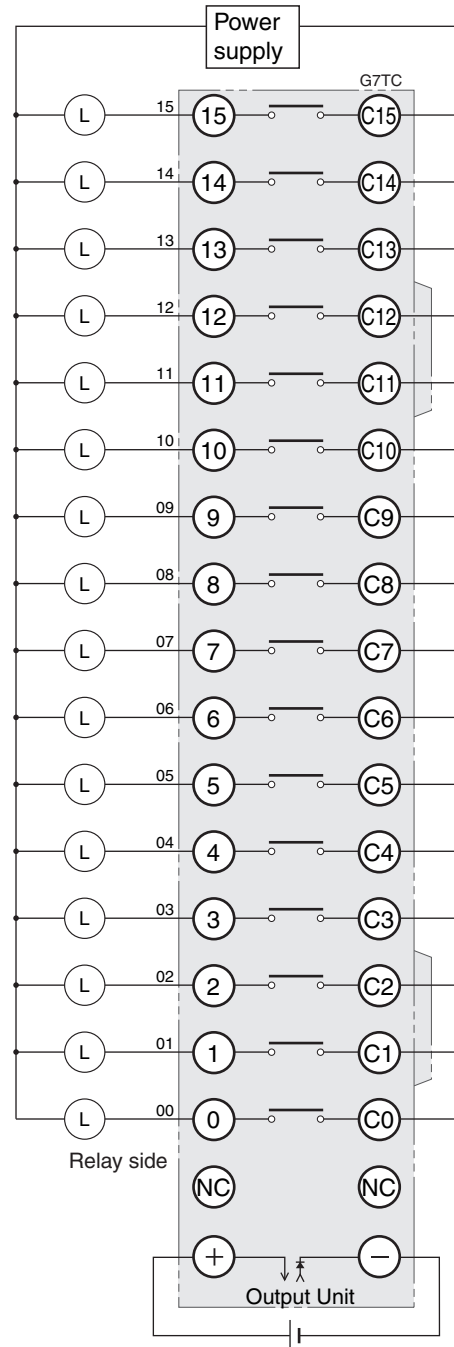 Power
supply
G7TC
L 15 15 C15
L 14 14 C14
L 13 13 C13
L 12 12 C12
L 11 11 C11
L 10 10 C10
L 09 9 C9
L 08 8 C8
L 07 7 C7
L 06 6 C6
L 05 5 C5
L 04 4 C4
L 03 3 C3
L 02 2 C2
L 01 1 C1
L 00 0 C0
Relay side
NC NC
+ −
Output Unit